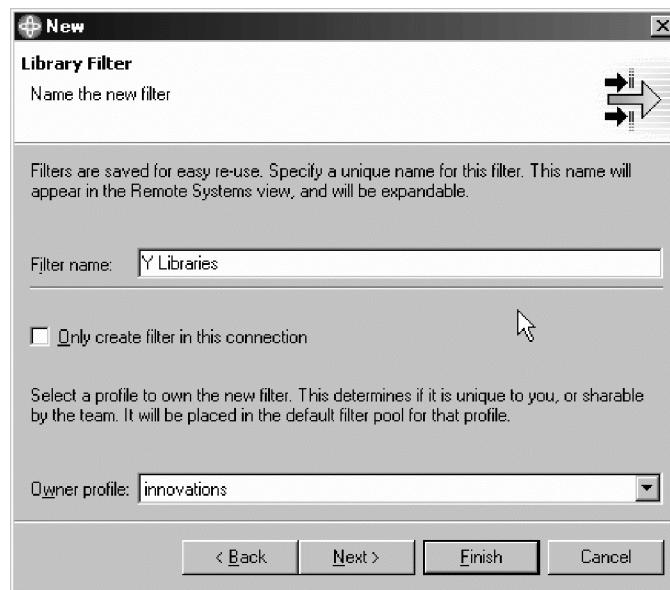 New
Library Filter
Name the new filter
Filters are saved for easy re-use. Specify a unique name for this filter. This name will
appear in the Remote Systems view, and will be expandable.
Filter name: Y Libraries
Only create filter in this connection
Select a profile to own the new filter. This determines if it is unique to you, or sharable
by the team. It will be placed in the default filter pool for that profile.
Owner profile: innovations
< Back Next > Finish Cancel